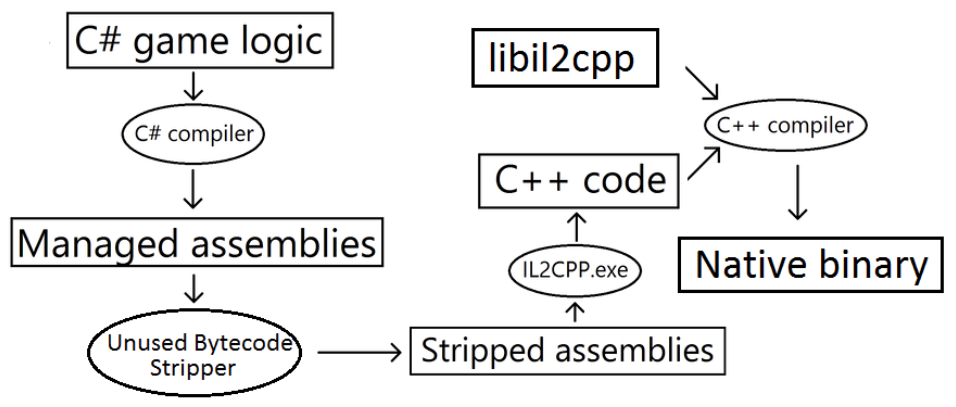 C# game logic
C# compiler
Managed assemblies
Unused Bytecode
Stripper
Stripped assemblies
IL2CPP.exe
C++ code
libil2cpp
C++ compiler
Native binary